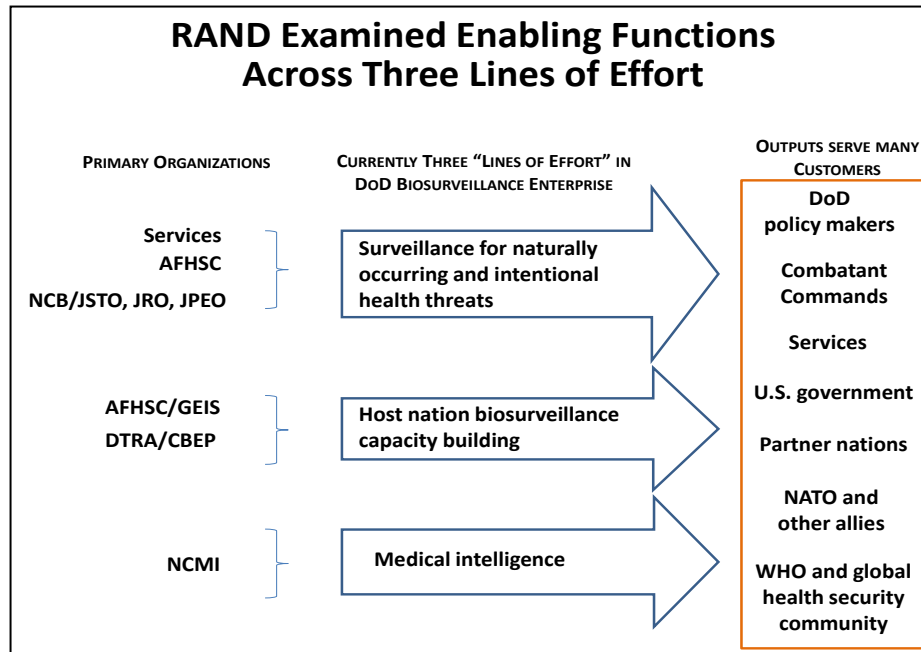 RAND Examined Enabling Functions
Across Three Lines of Effort
PRIMARY ORGANIZATIONS
CURRENTLY THREE “LINES OF EFFORT” IN
DOD BIOSURVEILLANCE ENTERPRISE
OUTPUTS SERVE MANY
CUSTOMERS
Services
AFHSC
NCB/JSTO, JRO, JPEO
Surveillance for naturally
occurring and intentional
health threats
AFHSC/GEIS
DTRA/CBEP
Host nation biosurveillance
capacity building
NCMI
Medical intelligence
DoD
policy makers
Combatant
Commands
Services
U.S. government
Partner nations
NATO and
other allies
WHO and global
health security
community